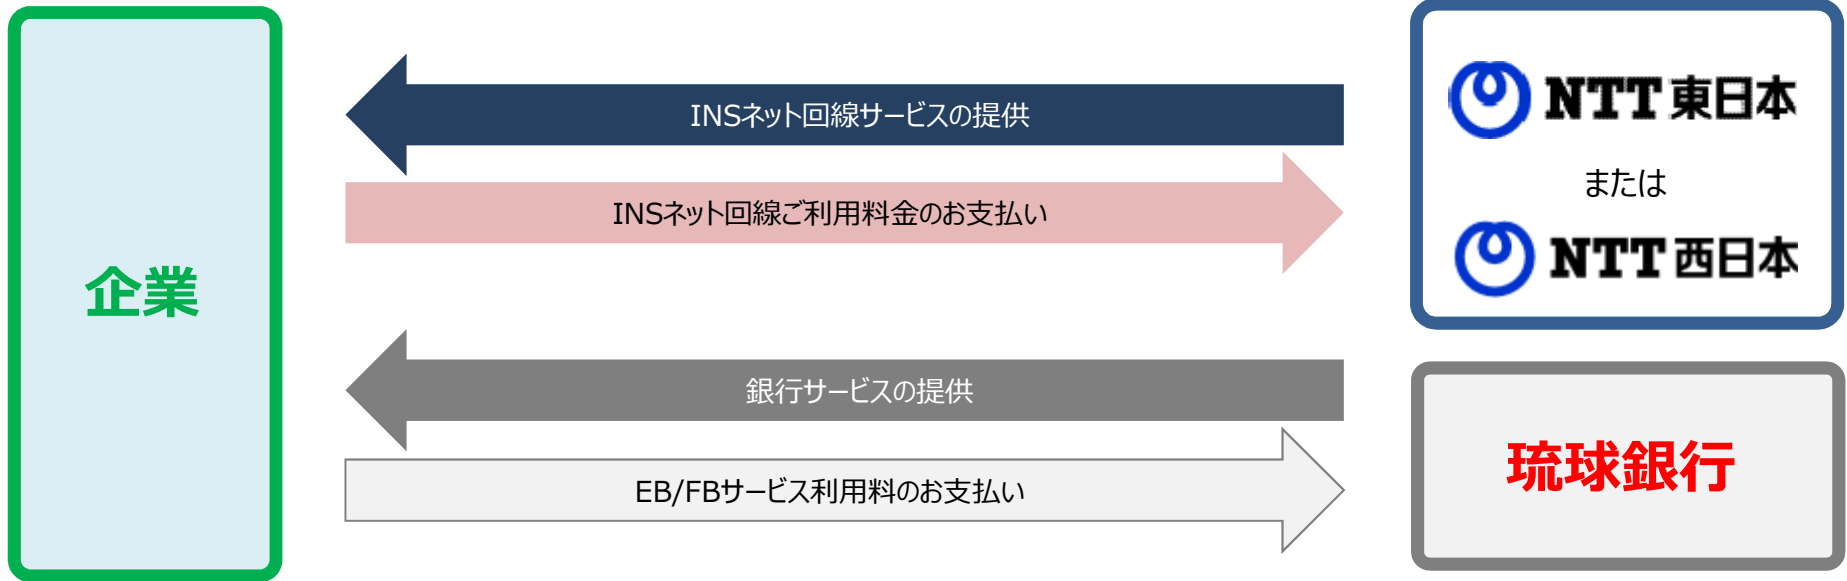 企業
INSネット回線サービスの提供
INSネット回線ご利用料金のお支払い
銀行サービスの提供
EB/FBサービス利用料のお支払い
NTT東日本
または
NTT西日本
琉球銀行